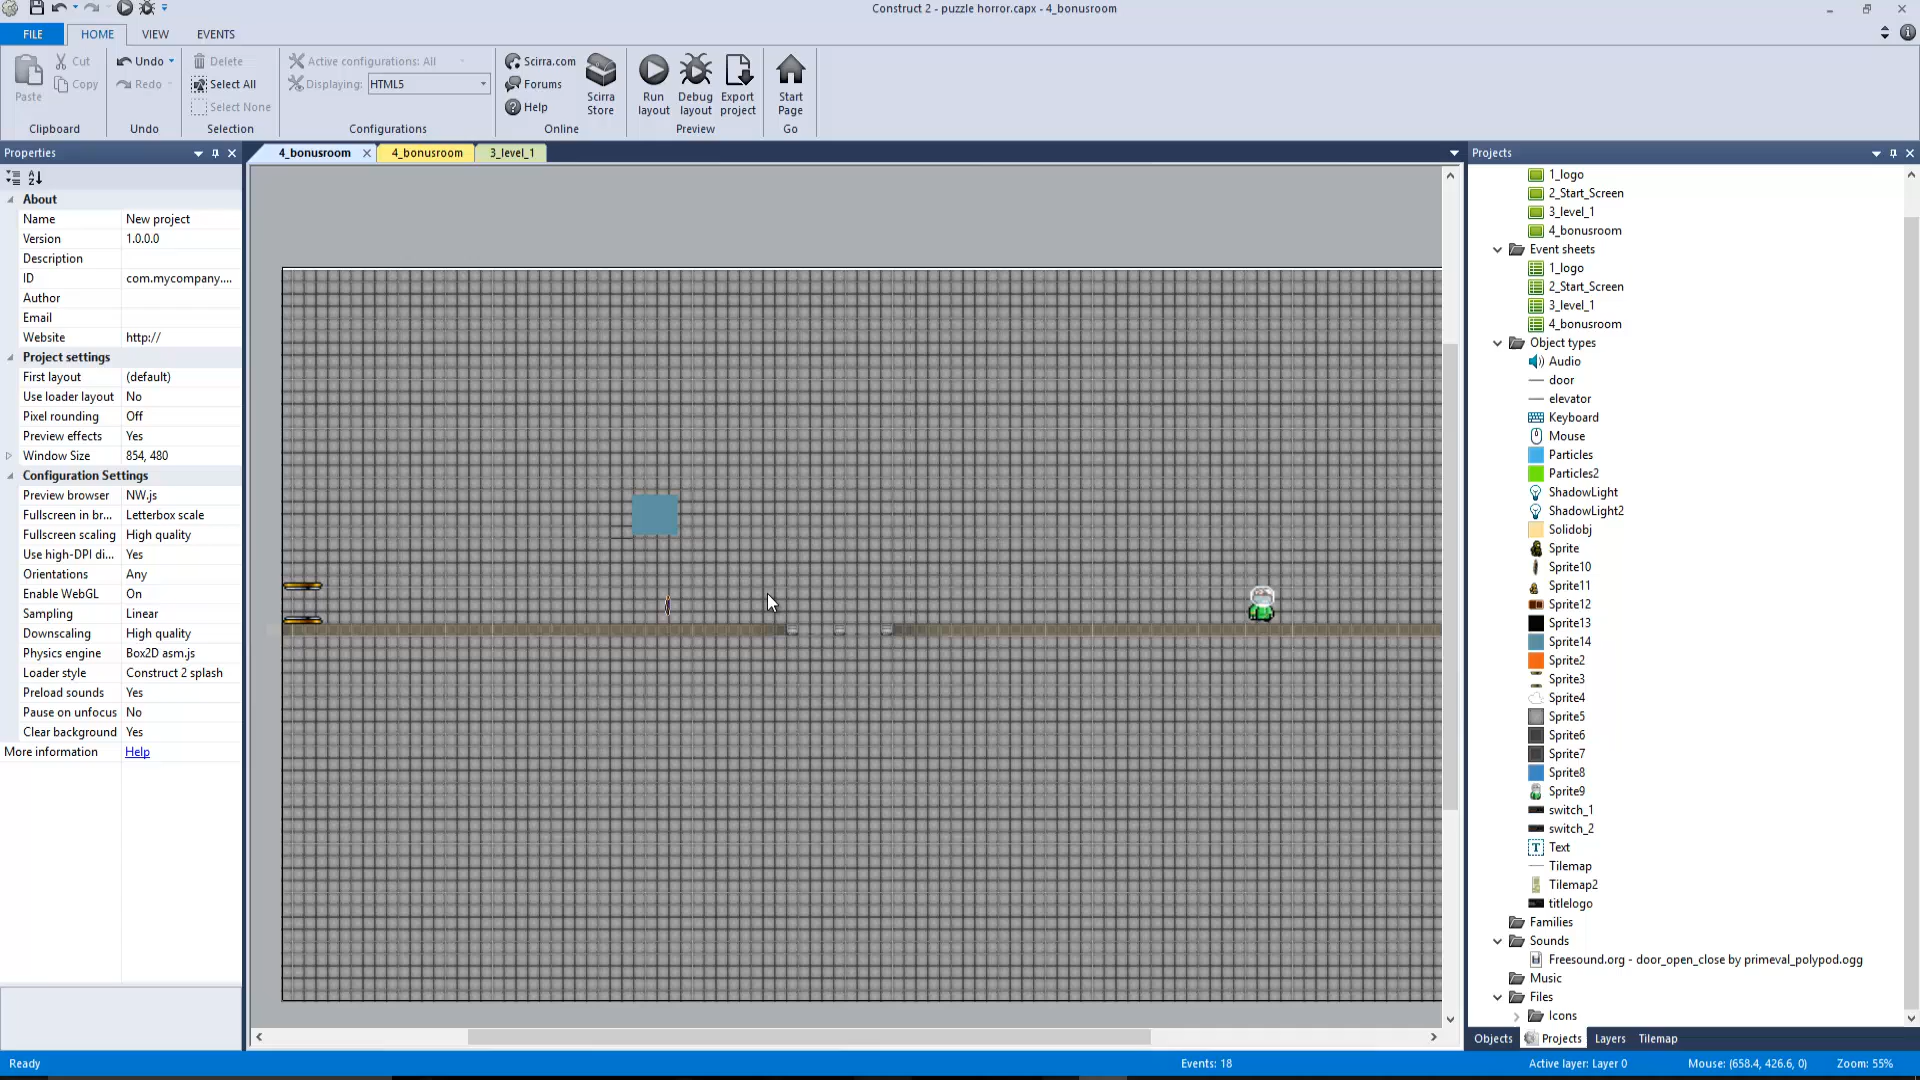 Construct 2 - puzzle horror.capx - 4_bonusroom
FILE
HOME
VIEW
EVENTS
Paste
Cut
Copy
Clipboard
Undo
Redo
Undo
Delete
Select All
Select None
Selection
Active configurations: All
Displaying:
HTML5
Configurations
Scirra.com
Forums
Help
Scirra
Store
Online
Run
layout
Debug
layout
Export
project
Preview
Start
Page
Go
Properties
4_bonusroom
4_bonusroom
3_level_1
Projects
About
Name New project
Version 1.0.0.0
Description
ID com.mycompany....
Author
Email
Website http://
Project settings
First layout (default)
Use loader layout No
Pixel rounding Off
Preview effects Yes
Window Size 854, 480
Configuration Settings
Preview browser NW.js
Fullscreen in br... Letterbox scale
Fullscreen scaling High quality
Use high-DPI di... Yes
Orientations Any
Enable WebGL On
Sampling Linear
Downscaling High quality
Physics engine Box2D asm.js
Loader style Construct 2 splash
Preload sounds Yes
Pause on unfocus No
Clear background Yes
More information Help
1_logo
2_Start_Screen
3_level_1
4_bonusroom
Event sheets
1_logo
2_Start_Screen
3_level_1
4_bonusroom
Object types
Audio
door
elevator
Keyboard
Mouse
Particles
Particles2
ShadowLight
ShadowLight2
Solidobj
Sprite
Sprite10
Sprite11
Sprite12
Sprite13
Sprite14
Sprite2
Sprite3
Sprite4
Sprite5
Sprite6
Sprite7
Sprite8
Sprite9
switch_1
switch_2
Text
Tilemap
Tilemap2
titlelogo
Families
Sounds
Freesound.org - door_open_close by primeval_polypod.ogg
Music
Files
Icons
Objects
Projects
Layers
Tilemap
Ready
Events: 18
Active layer: Layer 0
Mouse: (658.4, 426.6, 0)
Zoom: 55%